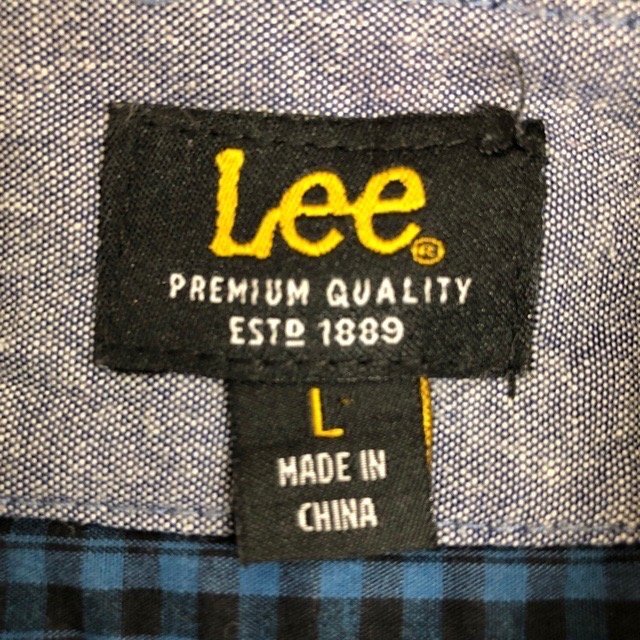 Lee®
PREMIUM QUALITY
ESTD 1889
L
MADE IN
CHINA